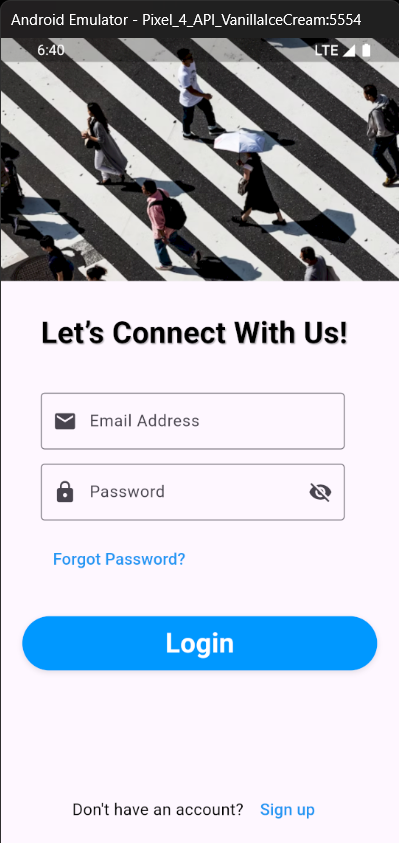 Android Emulator - Pixel_4_API_VanillaIceCream:5554
6:40 LTE
Let’s Connect With Us!
Email Address
Password
Forgot Password?
Login
Don't have an account? Sign up